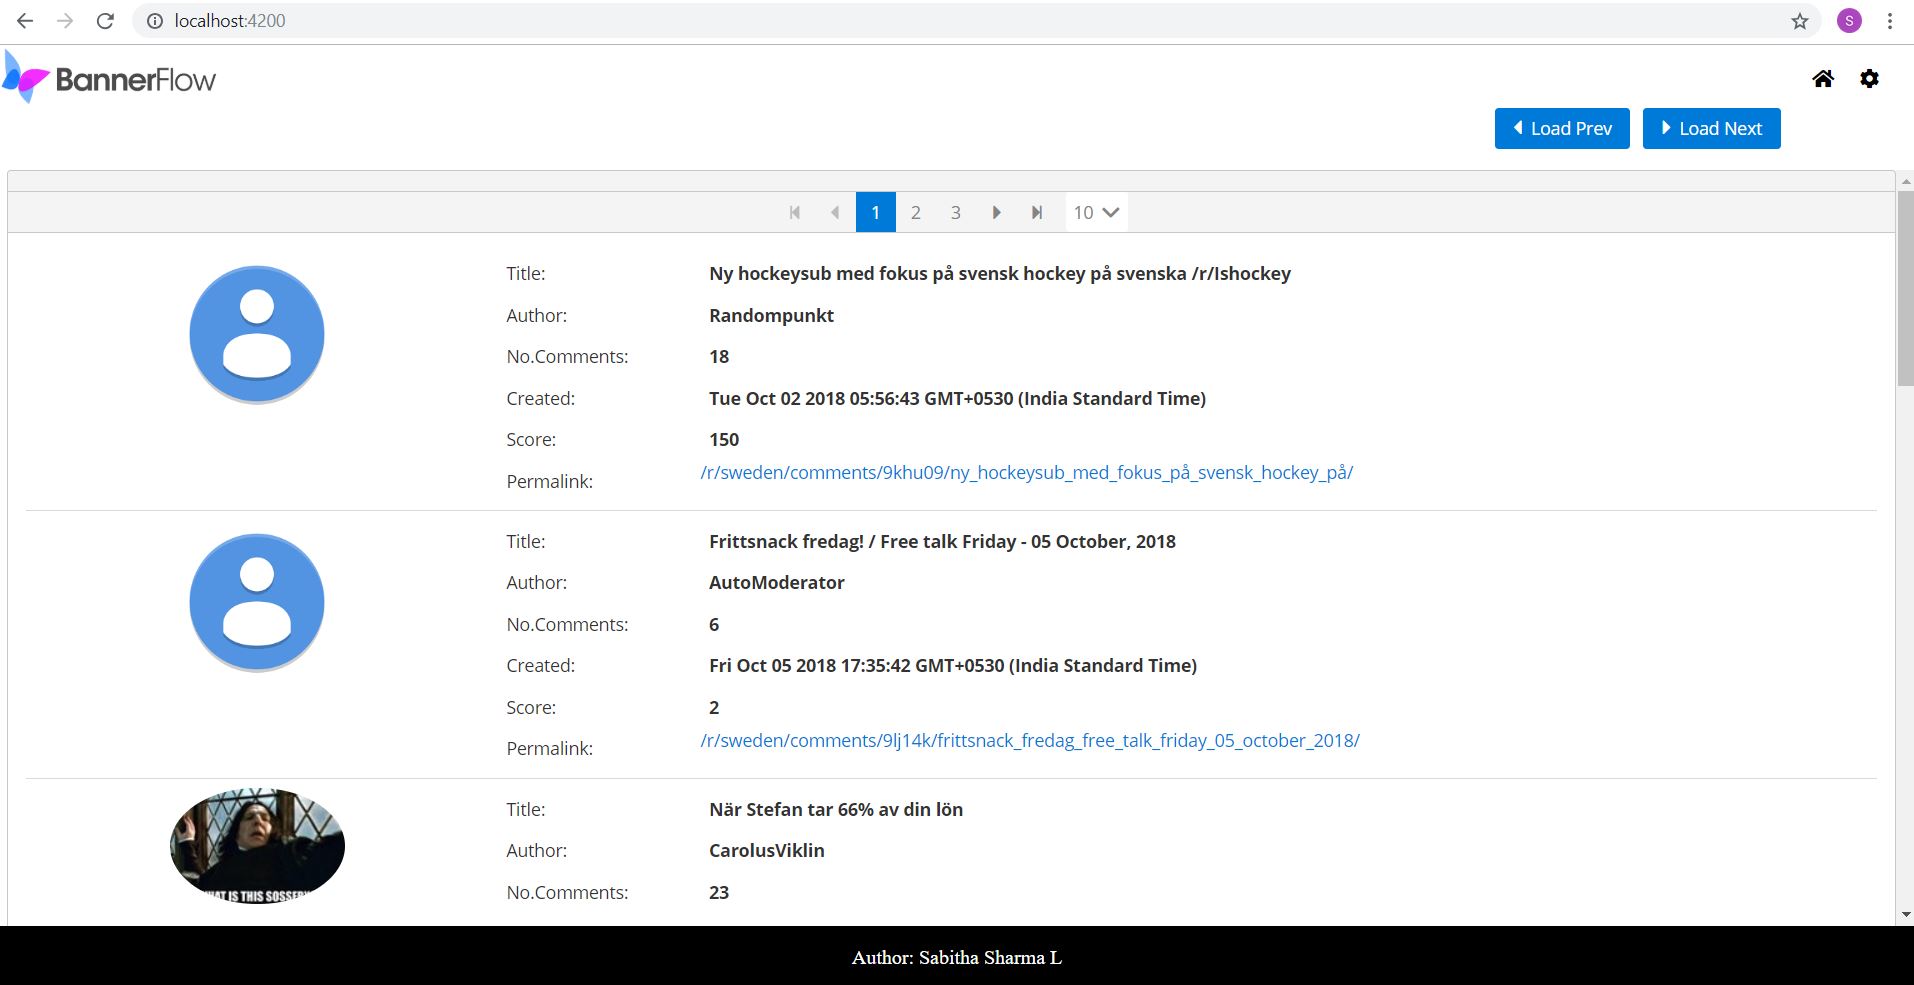 localhost:4200
S
BannerFlow
Load Prev Load Next
1 2 3 10
Title: Ny hockeysub med fokus på svensk hockey på svenska /r/Ishockey
Author: Randompunkt
No.Comments: 18
Created: Tue Oct 02 2018 05:56:43 GMT+0530 (India Standard Time)
Score: 150
Permalink: /r/sweden/comments/9khu09/ny_hockeysub_med_fokus_på_svensk_hockey_på/
Title: Frittsnack fredag! / Free talk Friday - 05 October, 2018
Author: AutoModerator
No.Comments: 6
Created: Fri Oct 05 2018 17:35:42 GMT+0530 (India Standard Time)
Score: 2
Permalink: /r/sweden/comments/9lj14k/frittsnack_fredag_free_talk_friday_05_october_2018/
Title: När Stefan tar 66% av din lön
Author: CarolusViklin
No.Comments: 23
IS THIS
Author: Sabitha Sharma L